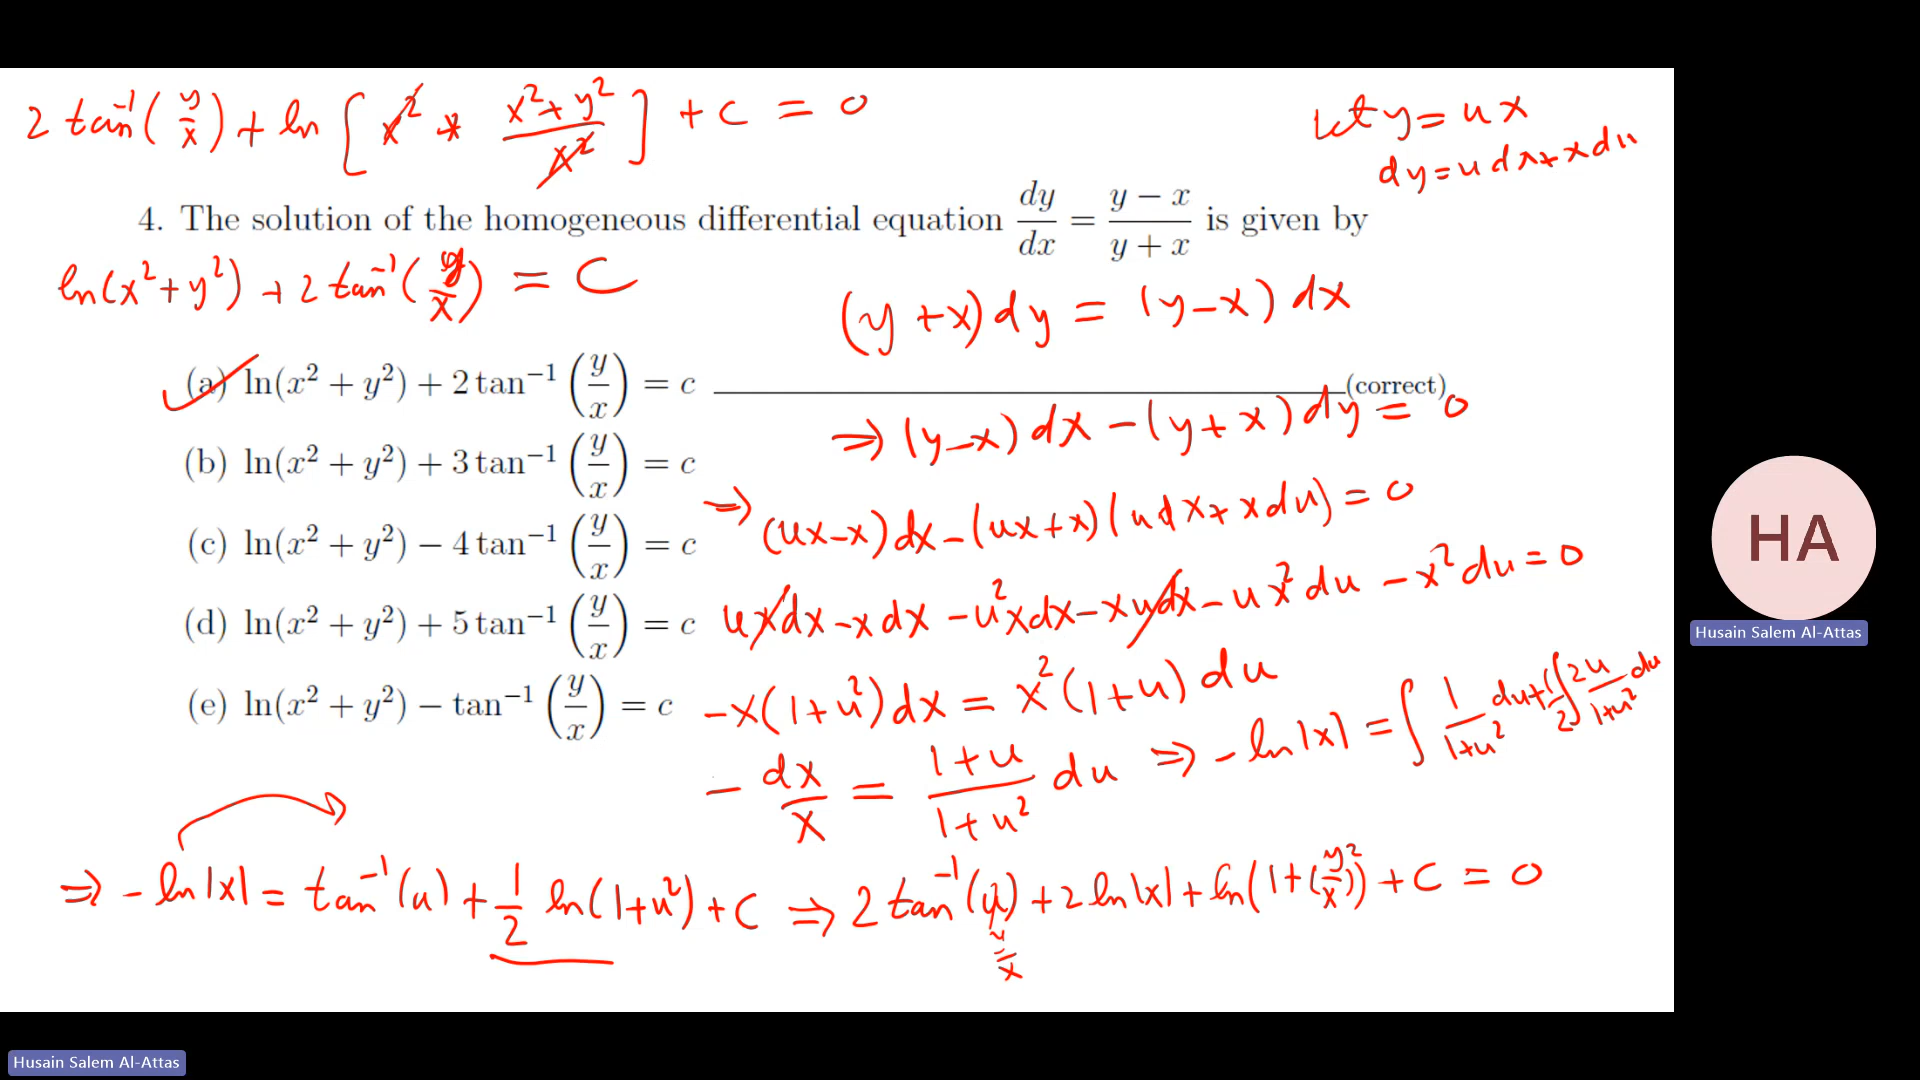 2 tan⁻¹(y/x) + ln [x² * (x²+y²)/x²] + c = 0
let y = ux
dy = u dx + x du
4. The solution of the homogeneous differential equation dy/dx = (y − x)/(y + x) is given by
ln(x²+y²) + 2 tan⁻¹(y/x) = C
(y+x) dy = (y−x) dx
(a) ln(x² + y²) + 2 tan⁻¹(y/x) = c (correct)
⇒ (y−x) dx − (y+x) dy = 0
(b) ln(x² + y²) + 3 tan⁻¹(y/x) = c
⇒ (ux−x) dx − (ux+x)(u dx + x du) = 0
(c) ln(x² + y²) − 4 tan⁻¹(y/x) = c
ux dx − x dx − u²x dx − xu dx − ux² du − x² du = 0
(d) ln(x² + y²) + 5 tan⁻¹(y/x) = c
−x(1+u²) dx = x²(1+u) du
(e) ln(x² + y²) − tan⁻¹(y/x) = c
− dx/x = (1+u)/(1+u²) du ⇒ −ln|x| = ∫ 1/(1+u²) du + 1/2 ∫ 2u/(1+u²) du
⇒ −ln|x| = tan⁻¹(u) + 1/2 ln(1+u²) + C ⇒ 2 tan⁻¹(y/x) + 2 ln|x| + ln(1+(y/x)²) + C = 0
HA
Husain Salem Al-Attas
Husain Salem Al-Attas